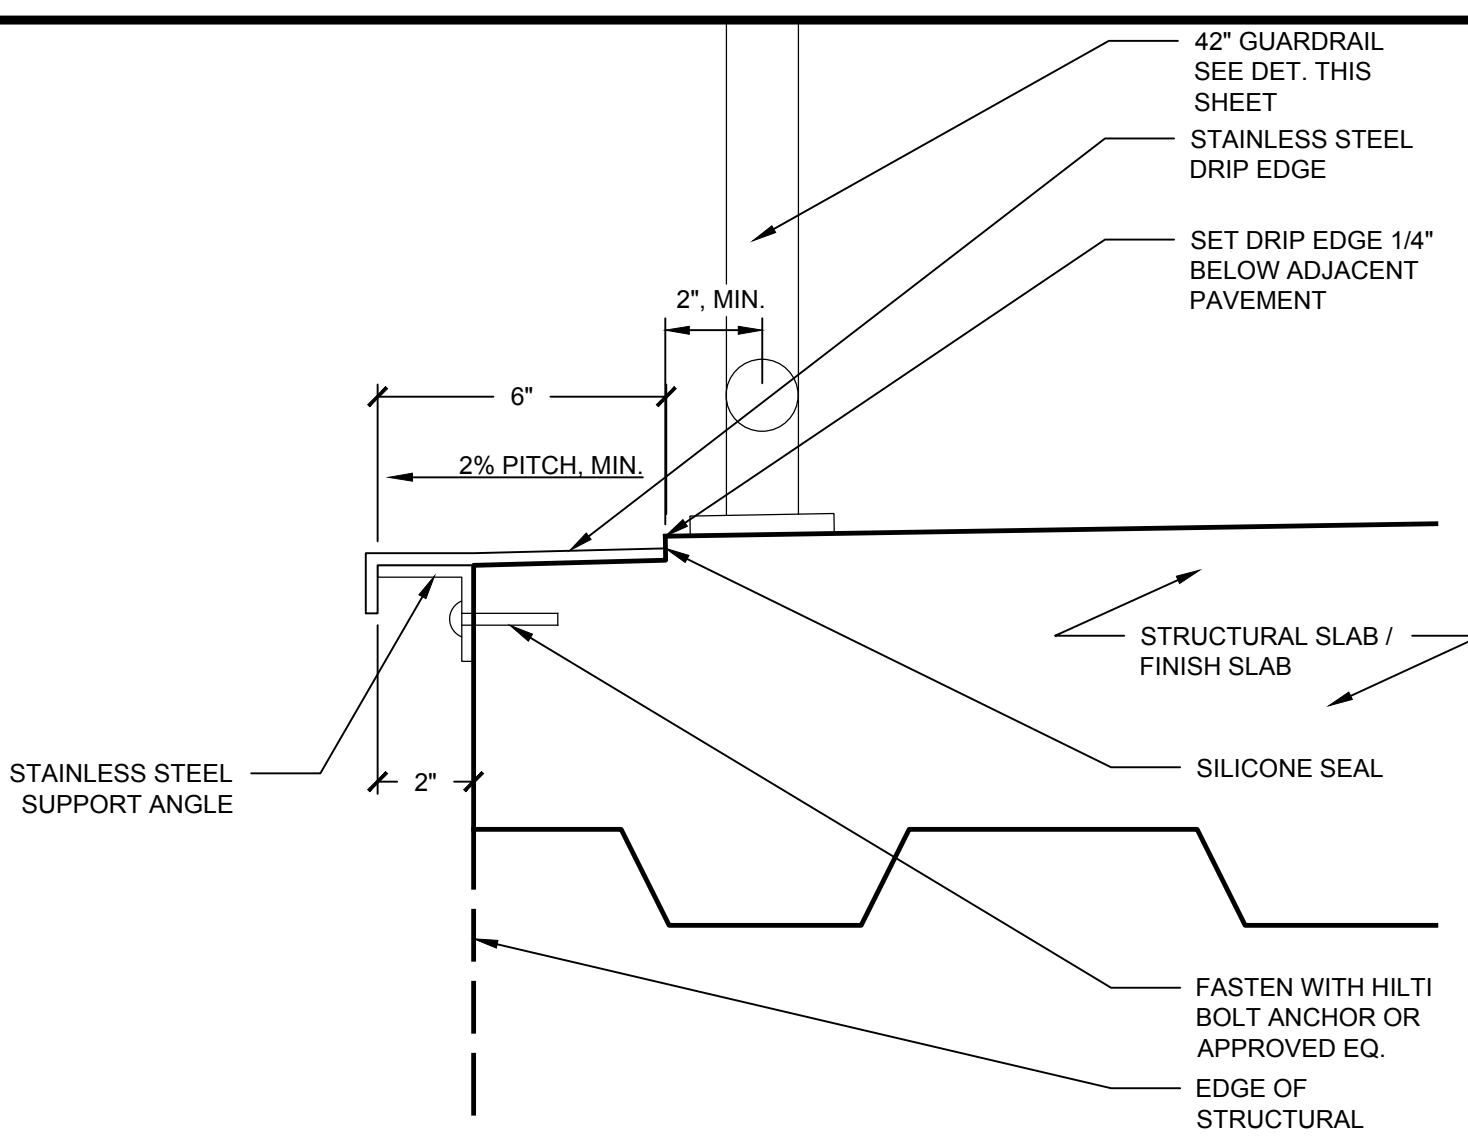 42" GUARDRAIL
SEE DET. THIS
SHEET
STAINLESS STEEL
DRIP EDGE
SET DRIP EDGE 1/4"
BELOW ADJACENT
PAVEMENT
2", MIN.
6"
2% PITCH, MIN.
STRUCTURAL SLAB /
FINISH SLAB
STAINLESS STEEL
SUPPORT ANGLE
2"
SILICONE SEAL
FASTEN WITH HILTI
BOLT ANCHOR OR
APPROVED EQ.
EDGE OF
STRUCTURAL